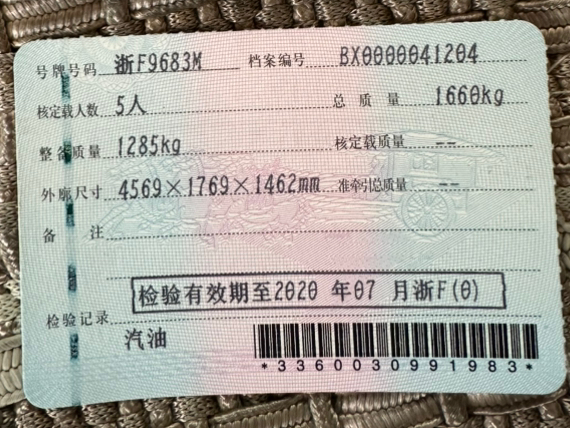 号牌号码 浙F9683M 档案编号 BX0000041204
核定载人数 5人 总质量 1660kg
整备质量 1285kg 核定载质量 --
外廓尺寸 4569×1769×1462mm 准牵引总质量 --
备注
检验有效期至2020 年07 月浙F(0)
检验记录
汽油
*3360030991983*